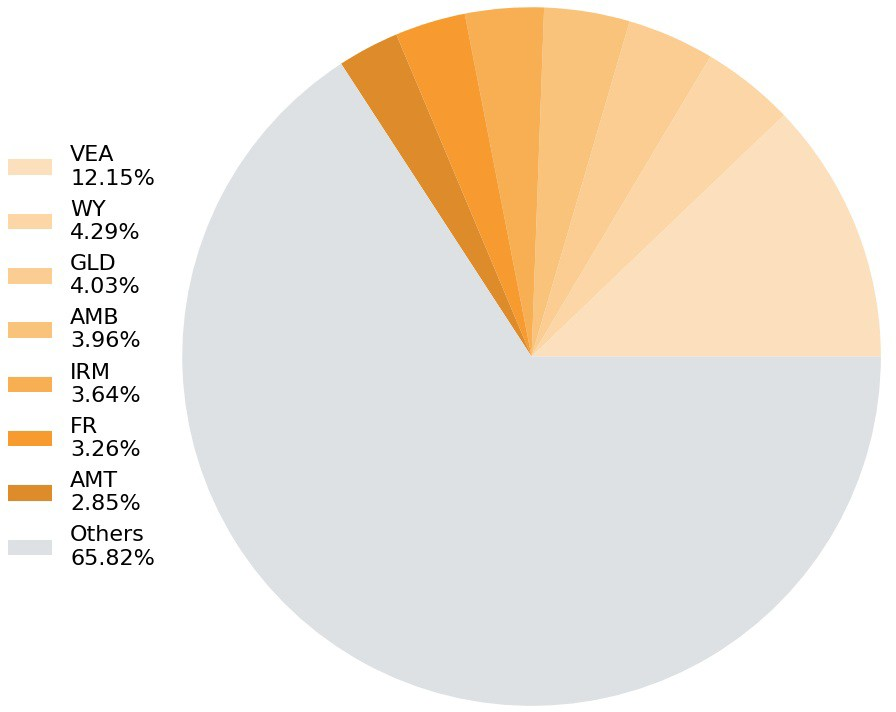 VEA
12.15%
WY
4.29%
GLD
4.03%
AMB
3.96%
IRM
3.64%
FR
3.26%
AMT
2.85%
Others
65.82%